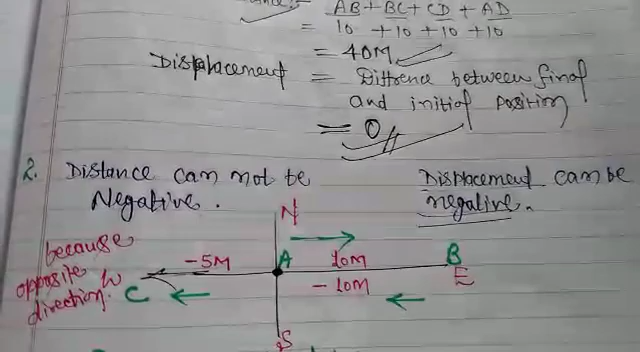 AB + BC + CD + AD
= 10 + 10 + 10 + 10
= 40M
Displacement = Diffrence between final
and initial position
= 0
2. Distance can not be
Negative.
Displacement can be
negative.
N
because
opposite
direction.
-5M A 10M B
C -10M E
S